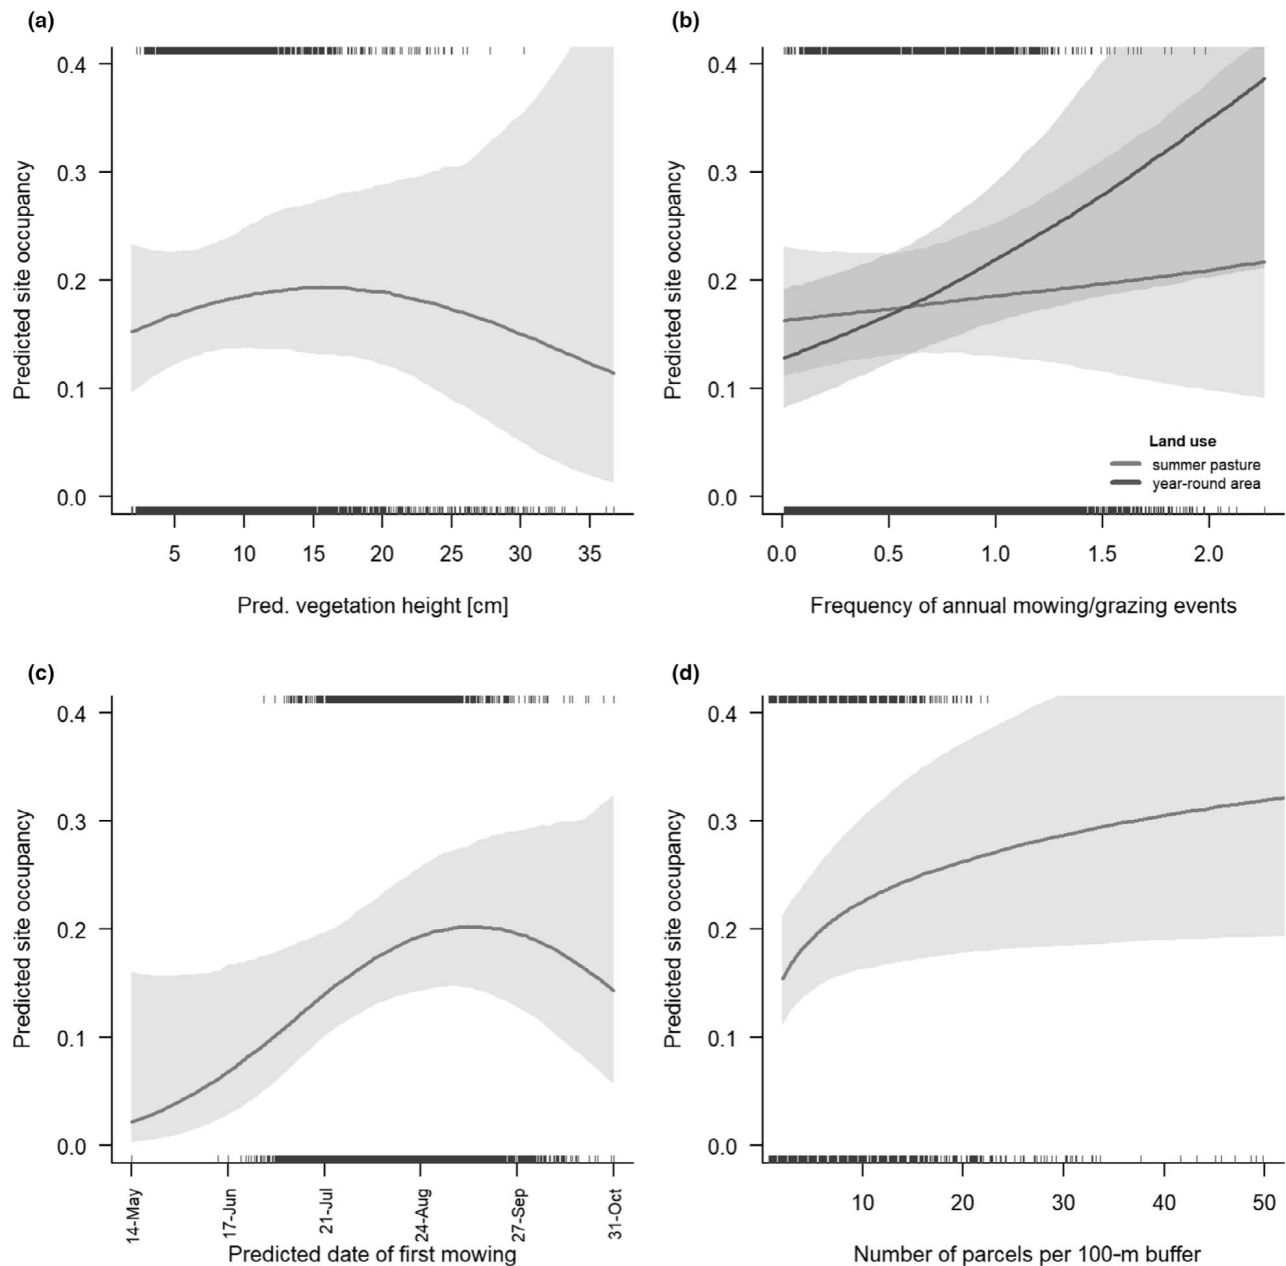 (a)
0.4
0.3
0.2
0.1
0.0
Predicted site occupancy
5 10 15 20 25 30 35
Pred. vegetation height [cm]
(b)
0.4
0.3
0.2
0.1
0.0
Predicted site occupancy
Land use
summer pasture
year-round area
0.0 0.5 1.0 1.5 2.0
Frequency of annual mowing/grazing events
(c)
0.4
0.3
0.2
0.1
0.0
Predicted site occupancy
14-May 17-Jun 21-Jul 24-Aug 27-Sep 31-Oct
Predicted date of first mowing
(d)
0.4
0.3
0.2
0.1
0.0
Predicted site occupancy
10 20 30 40 50
Number of parcels per 100-m buffer